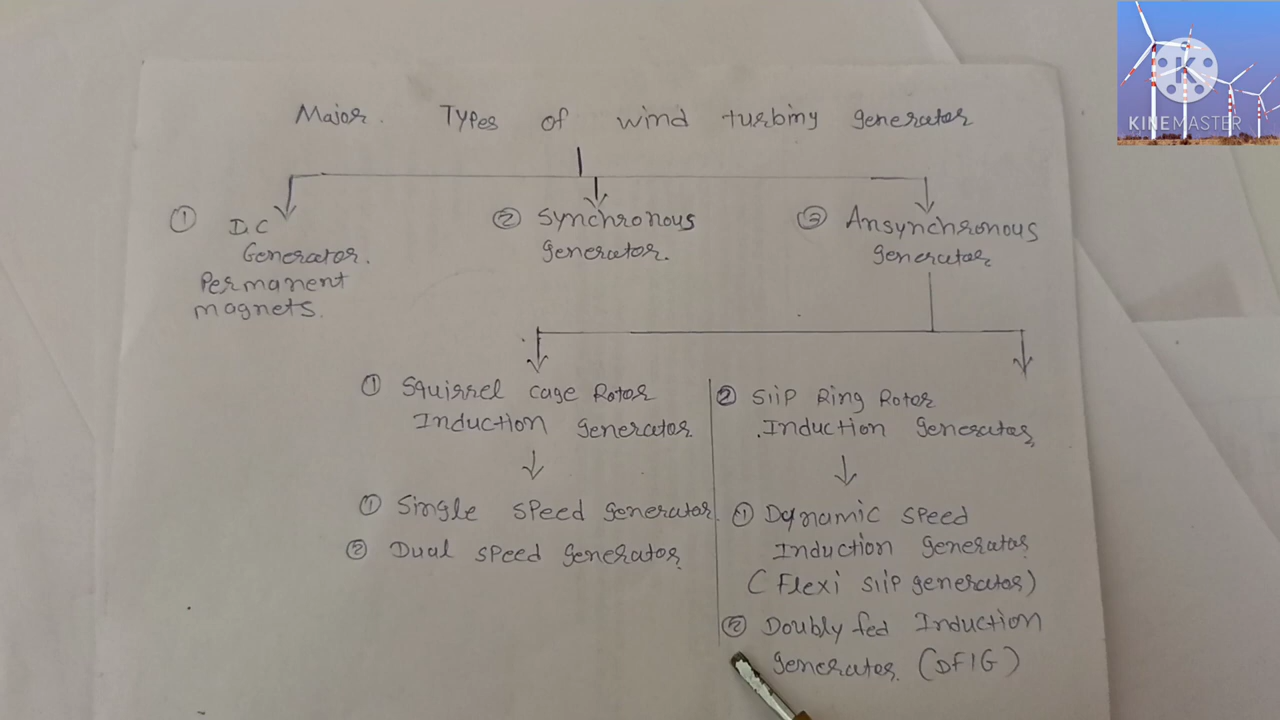 Major. Types of wind turbiny generator
① D.C
Generator.
Permanent
magnets.
② Synchronous
generator.
③ Ansynchronous
generator
① Squirrel cage Rotor
Induction generator
② Slip Ring Rotor
Induction generator
① Single speed generator
② Dual speed generator
① Dynamic speed
Induction generator
(Flexi slip generator)
② Doubly fed Induction
generator. (DFIG)
K
KINEMASTER